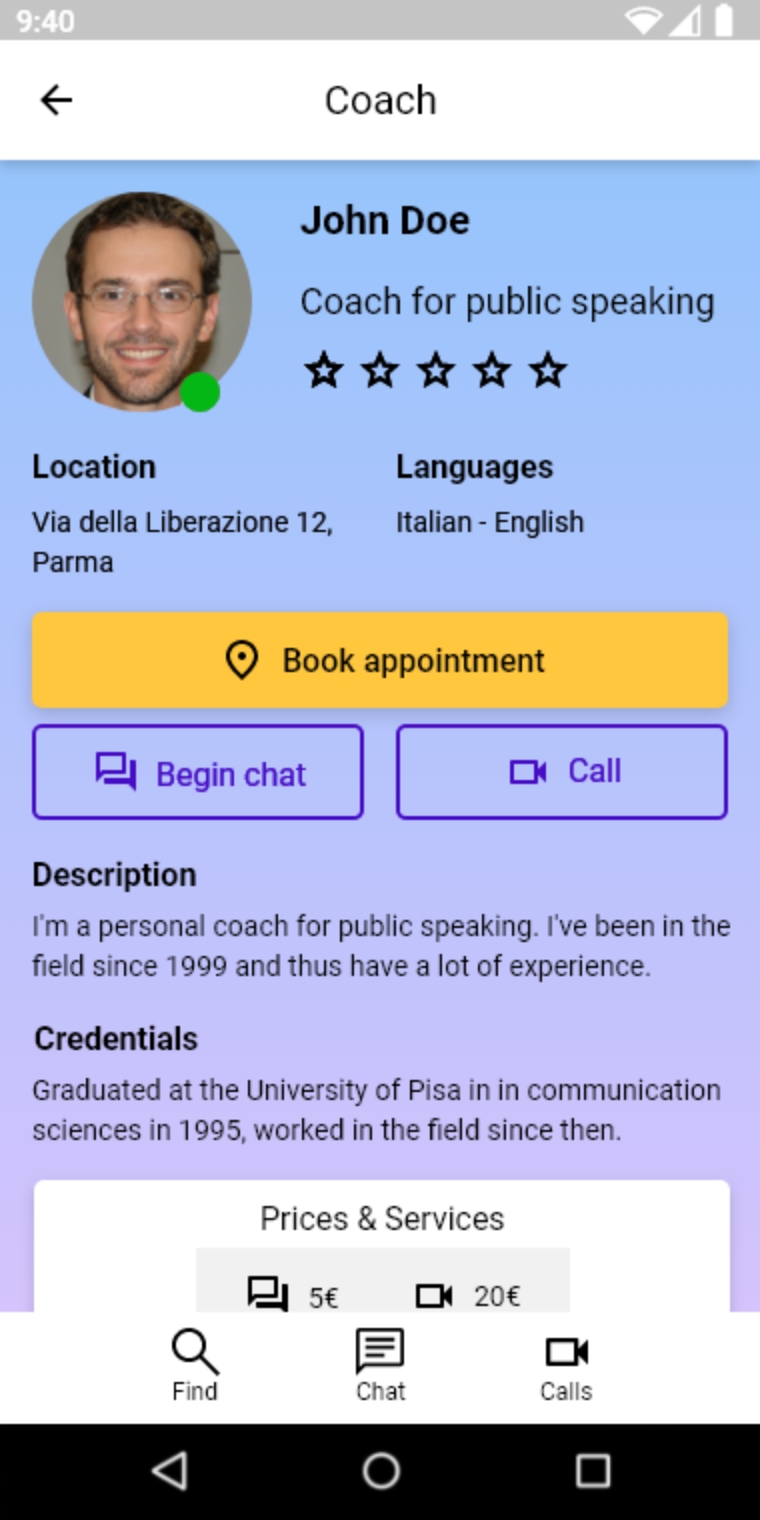 9:40
Coach
John Doe
Coach for public speaking
Location
Via della Liberazione 12,
Parma
Languages
Italian - English
Book appointment
Begin chat
Call
Description
I'm a personal coach for public speaking. I've been in the
field since 1999 and thus have a lot of experience.
Credentials
Graduated at the University of Pisa in in communication
sciences in 1995, worked in the field since then.
Prices & Services
5€ 20€
Find Chat Calls